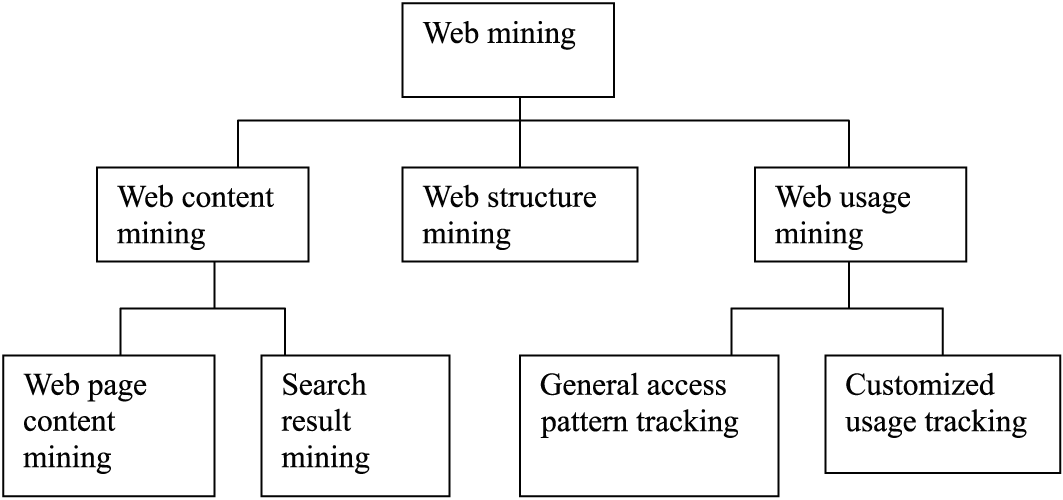 Web mining
Web content
mining
Web structure
mining
Web usage
mining
Web page
content
mining
Search
result
mining
General access
pattern tracking
Customized
usage tracking